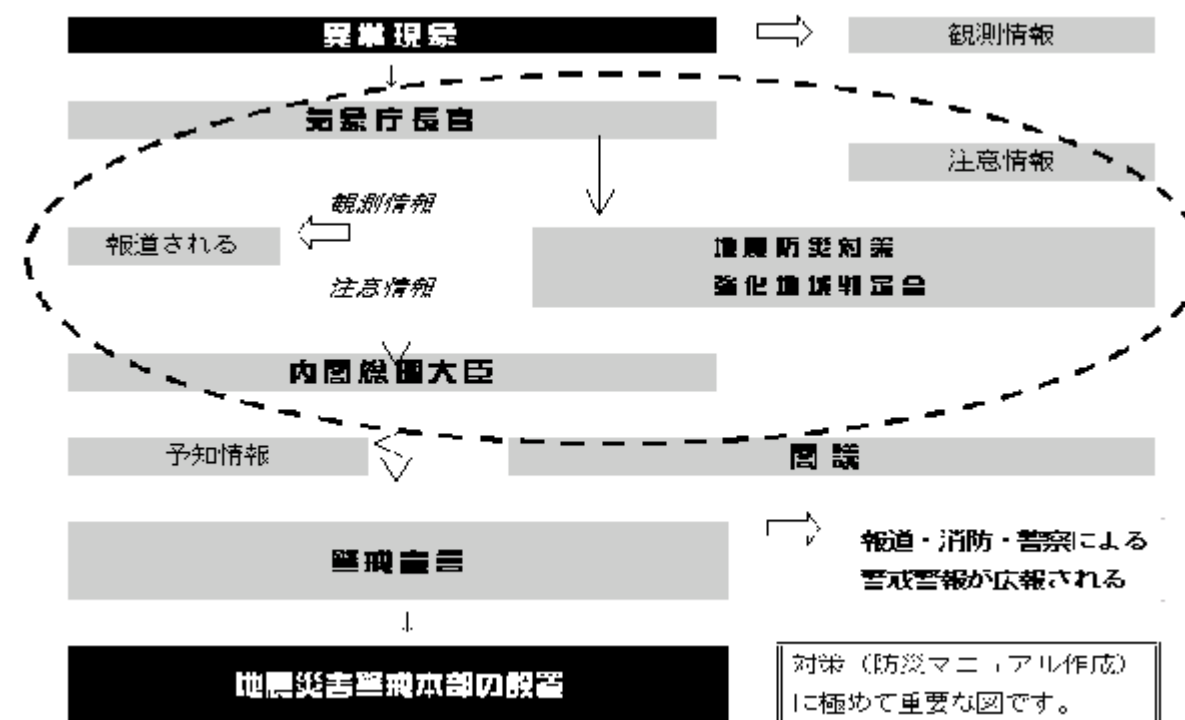 異常現象
観測情報
気象庁長官
注意情報
観測情報
報道される
地震防災対策
強化地域判定会
注意情報
内閣総理大臣
予知情報
閣議
警戒宣言
報道・消防・警察による
警戒警報が広報される
地震災害警戒本部の設置
対策（防災マニュアル作成）
に極めて重要な図です。